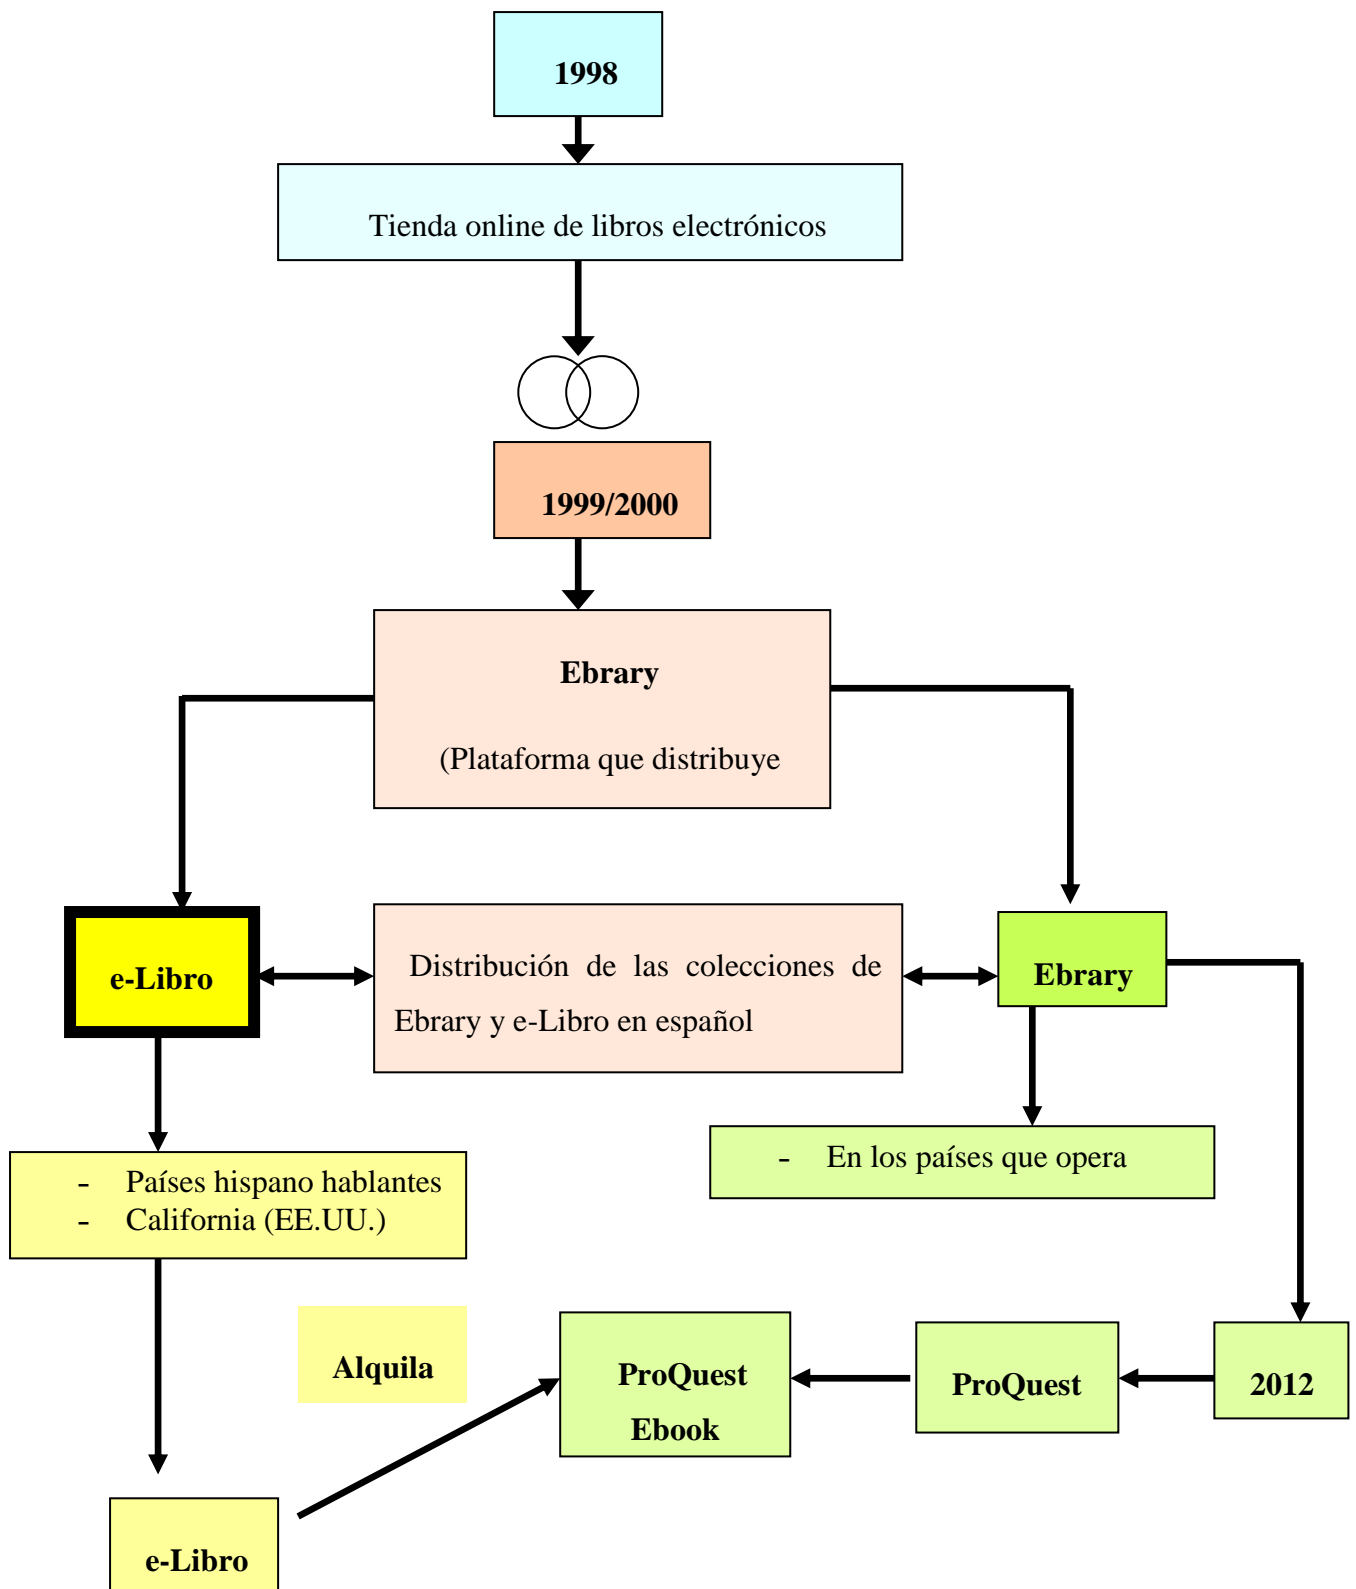 1998
Tienda online de libros electrónicos
1999/2000
Ebrary
(Plataforma que distribuye
e-Libro
Distribución de las colecciones de
Ebrary y e-Libro en español
Ebrary
- Países hispano hablantes
- California (EE.UU.)
- En los países que opera
Alquila
ProQuest
Ebook
ProQuest
2012
e-Libro